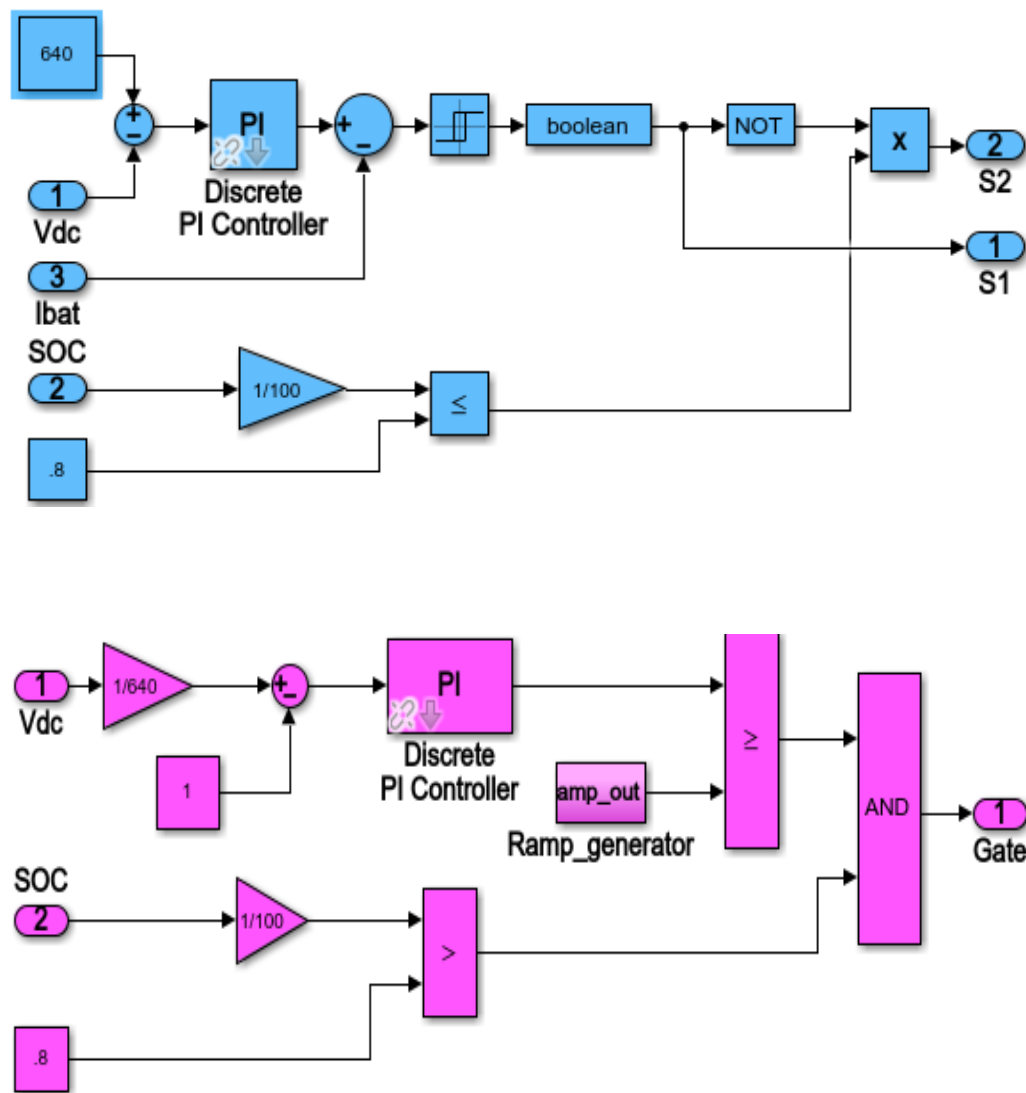 640
+
−
PI
Discrete
PI Controller
+
−
boolean
NOT
x
2
S2
1
Vdc
1
S1
3
Ibat
SOC
2
1/100
≤
.8
1
Vdc
1/640
+
−
PI
Discrete
PI Controller
1
≥
amp_out
Ramp_generator
AND
1
Gate
SOC
2
1/100
>
.8